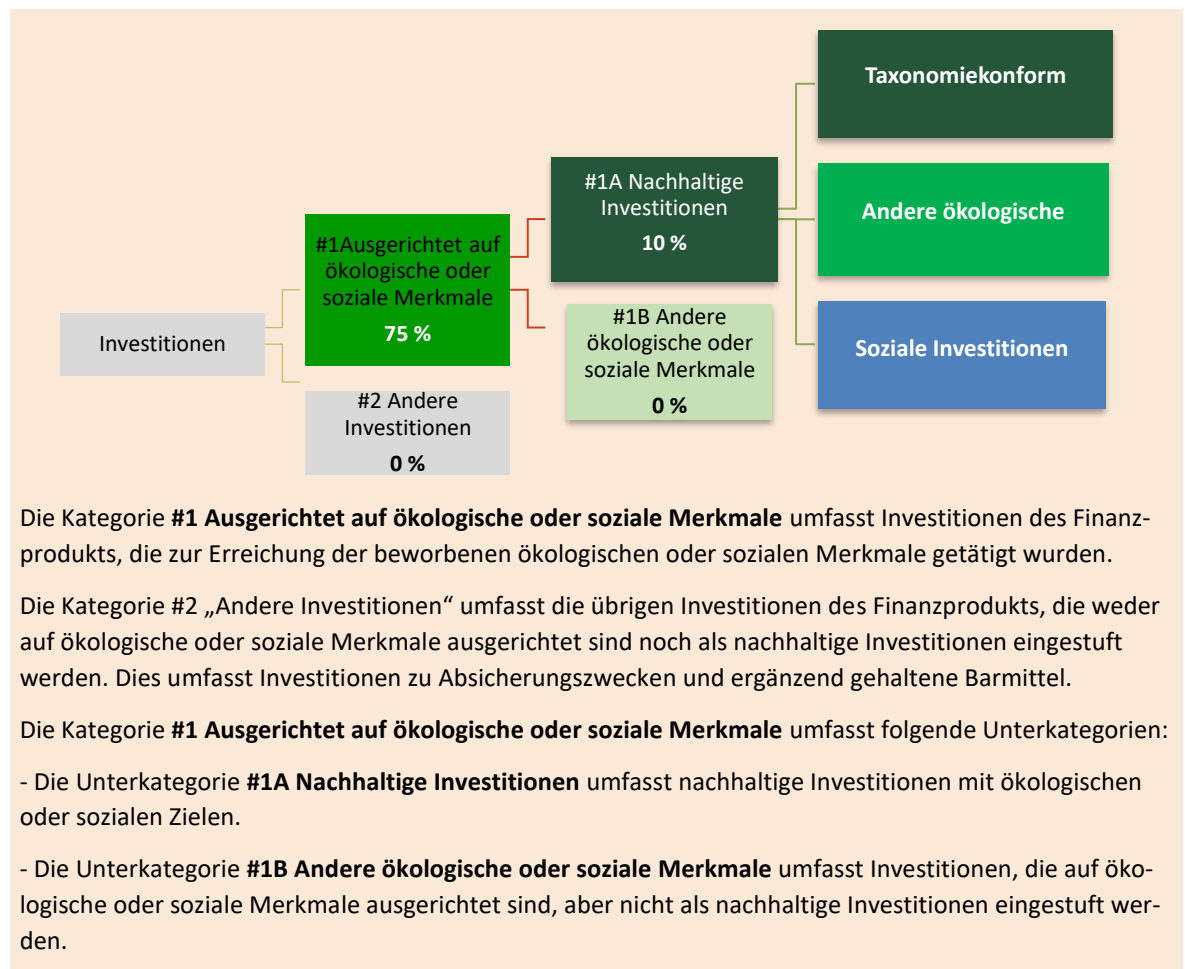 Investitionen
#1Ausgerichtet auf
ökologische oder
soziale Merkmale
75 %
#2 Andere
Investitionen
0 %
#1A Nachhaltige
Investitionen
10 %
#1B Andere
ökologische oder
soziale Merkmale
0 %
Taxonomiekonform
Andere ökologische
Soziale Investitionen
Die Kategorie #1 Ausgerichtet auf ökologische oder soziale Merkmale umfasst Investitionen des Finanz-
produkts, die zur Erreichung der beworbenen ökologischen oder sozialen Merkmale getätigt wurden.
Die Kategorie #2 „Andere Investitionen“ umfasst die übrigen Investitionen des Finanzprodukts, die weder
auf ökologische oder soziale Merkmale ausgerichtet sind noch als nachhaltige Investitionen eingestuft
werden. Dies umfasst Investitionen zu Absicherungszwecken und ergänzend gehaltene Barmittel.
Die Kategorie #1 Ausgerichtet auf ökologische oder soziale Merkmale umfasst folgende Unterkategorien:
- Die Unterkategorie #1A Nachhaltige Investitionen umfasst nachhaltige Investitionen mit ökologischen
oder sozialen Zielen.
- Die Unterkategorie #1B Andere ökologische oder soziale Merkmale umfasst Investitionen, die auf öko-
logische oder soziale Merkmale ausgerichtet sind, aber nicht als nachhaltige Investitionen eingestuft wer-
den.